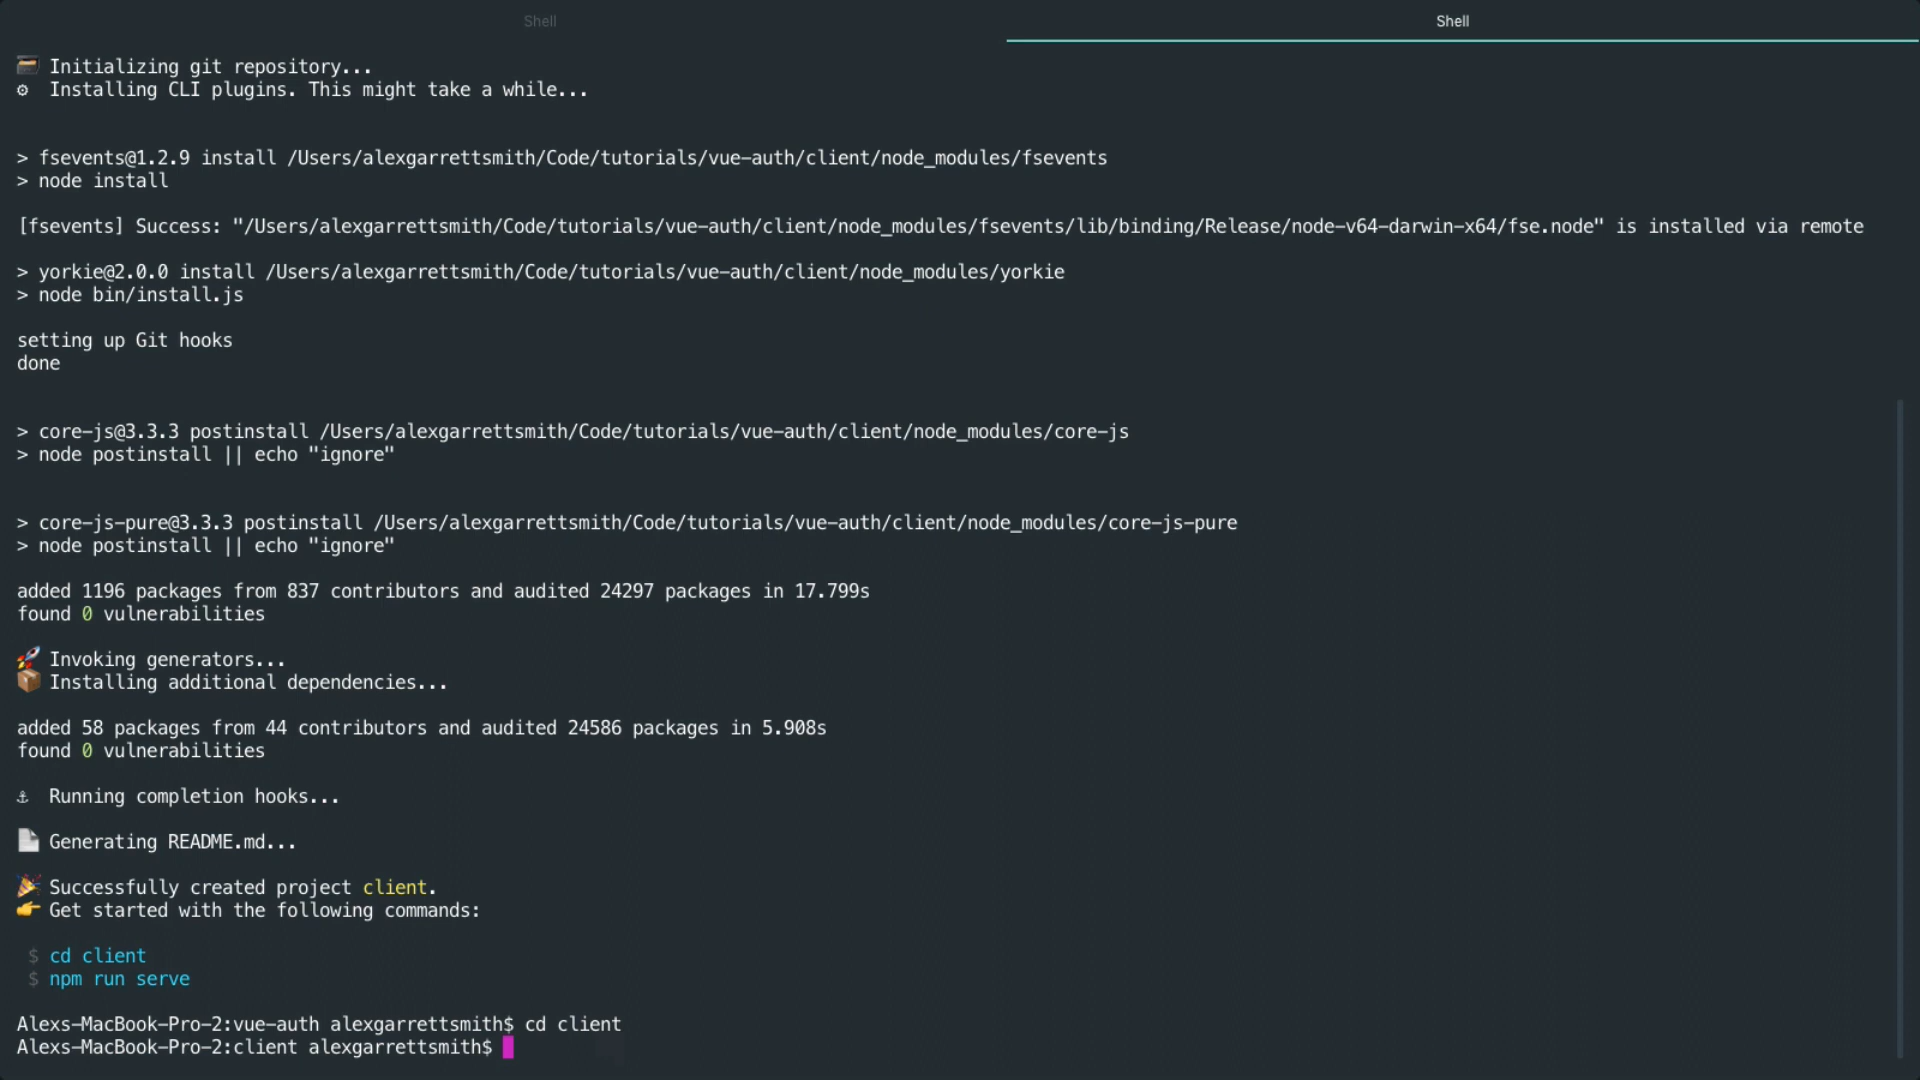 Shell
Shell
Initializing git repository...
⚙ Installing CLI plugins. This might take a while...
> fsevents@1.2.9 install /Users/alexgarrettsmith/Code/tutorials/vue-auth/client/node_modules/fsevents
> node install
[fsevents] Success: "/Users/alexgarrettsmith/Code/tutorials/vue-auth/client/node_modules/fsevents/lib/binding/Release/node-v64-darwin-x64/fse.node" is installed via remote
> yorkie@2.0.0 install /Users/alexgarrettsmith/Code/tutorials/vue-auth/client/node_modules/yorkie
> node bin/install.js
setting up Git hooks
done
> core-js@3.3.3 postinstall /Users/alexgarrettsmith/Code/tutorials/vue-auth/client/node_modules/core-js
> node postinstall || echo "ignore"
> core-js-pure@3.3.3 postinstall /Users/alexgarrettsmith/Code/tutorials/vue-auth/client/node_modules/core-js-pure
> node postinstall || echo "ignore"
added 1196 packages from 837 contributors and audited 24297 packages in 17.799s
found 0 vulnerabilities
🚀 Invoking generators...
📦 Installing additional dependencies...
added 58 packages from 44 contributors and audited 24586 packages in 5.908s
found 0 vulnerabilities
⚓ Running completion hooks...
📄 Generating README.md...
🎉 Successfully created project client.
👉 Get started with the following commands:
$ cd client
$ npm run serve
Alexs-MacBook-Pro-2:vue-auth alexgarrettsmith$ cd client
Alexs-MacBook-Pro-2:client alexgarrettsmith$